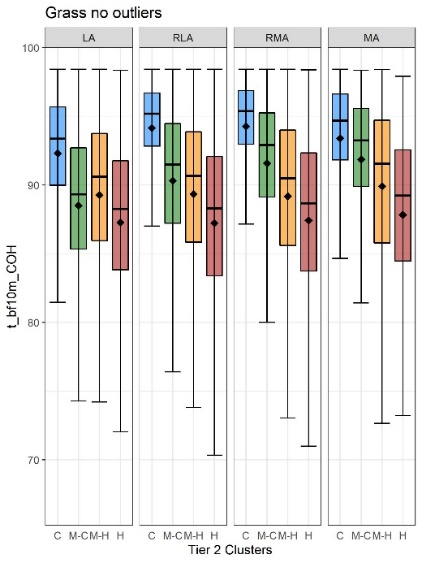 Grass no outliers
LA RLA RMA MA
100
90
80
70
t_bf10m_COH
C M-C M-H H C M-C M-H H C M-C M-H H C M-C M-H H
Tier 2 Clusters